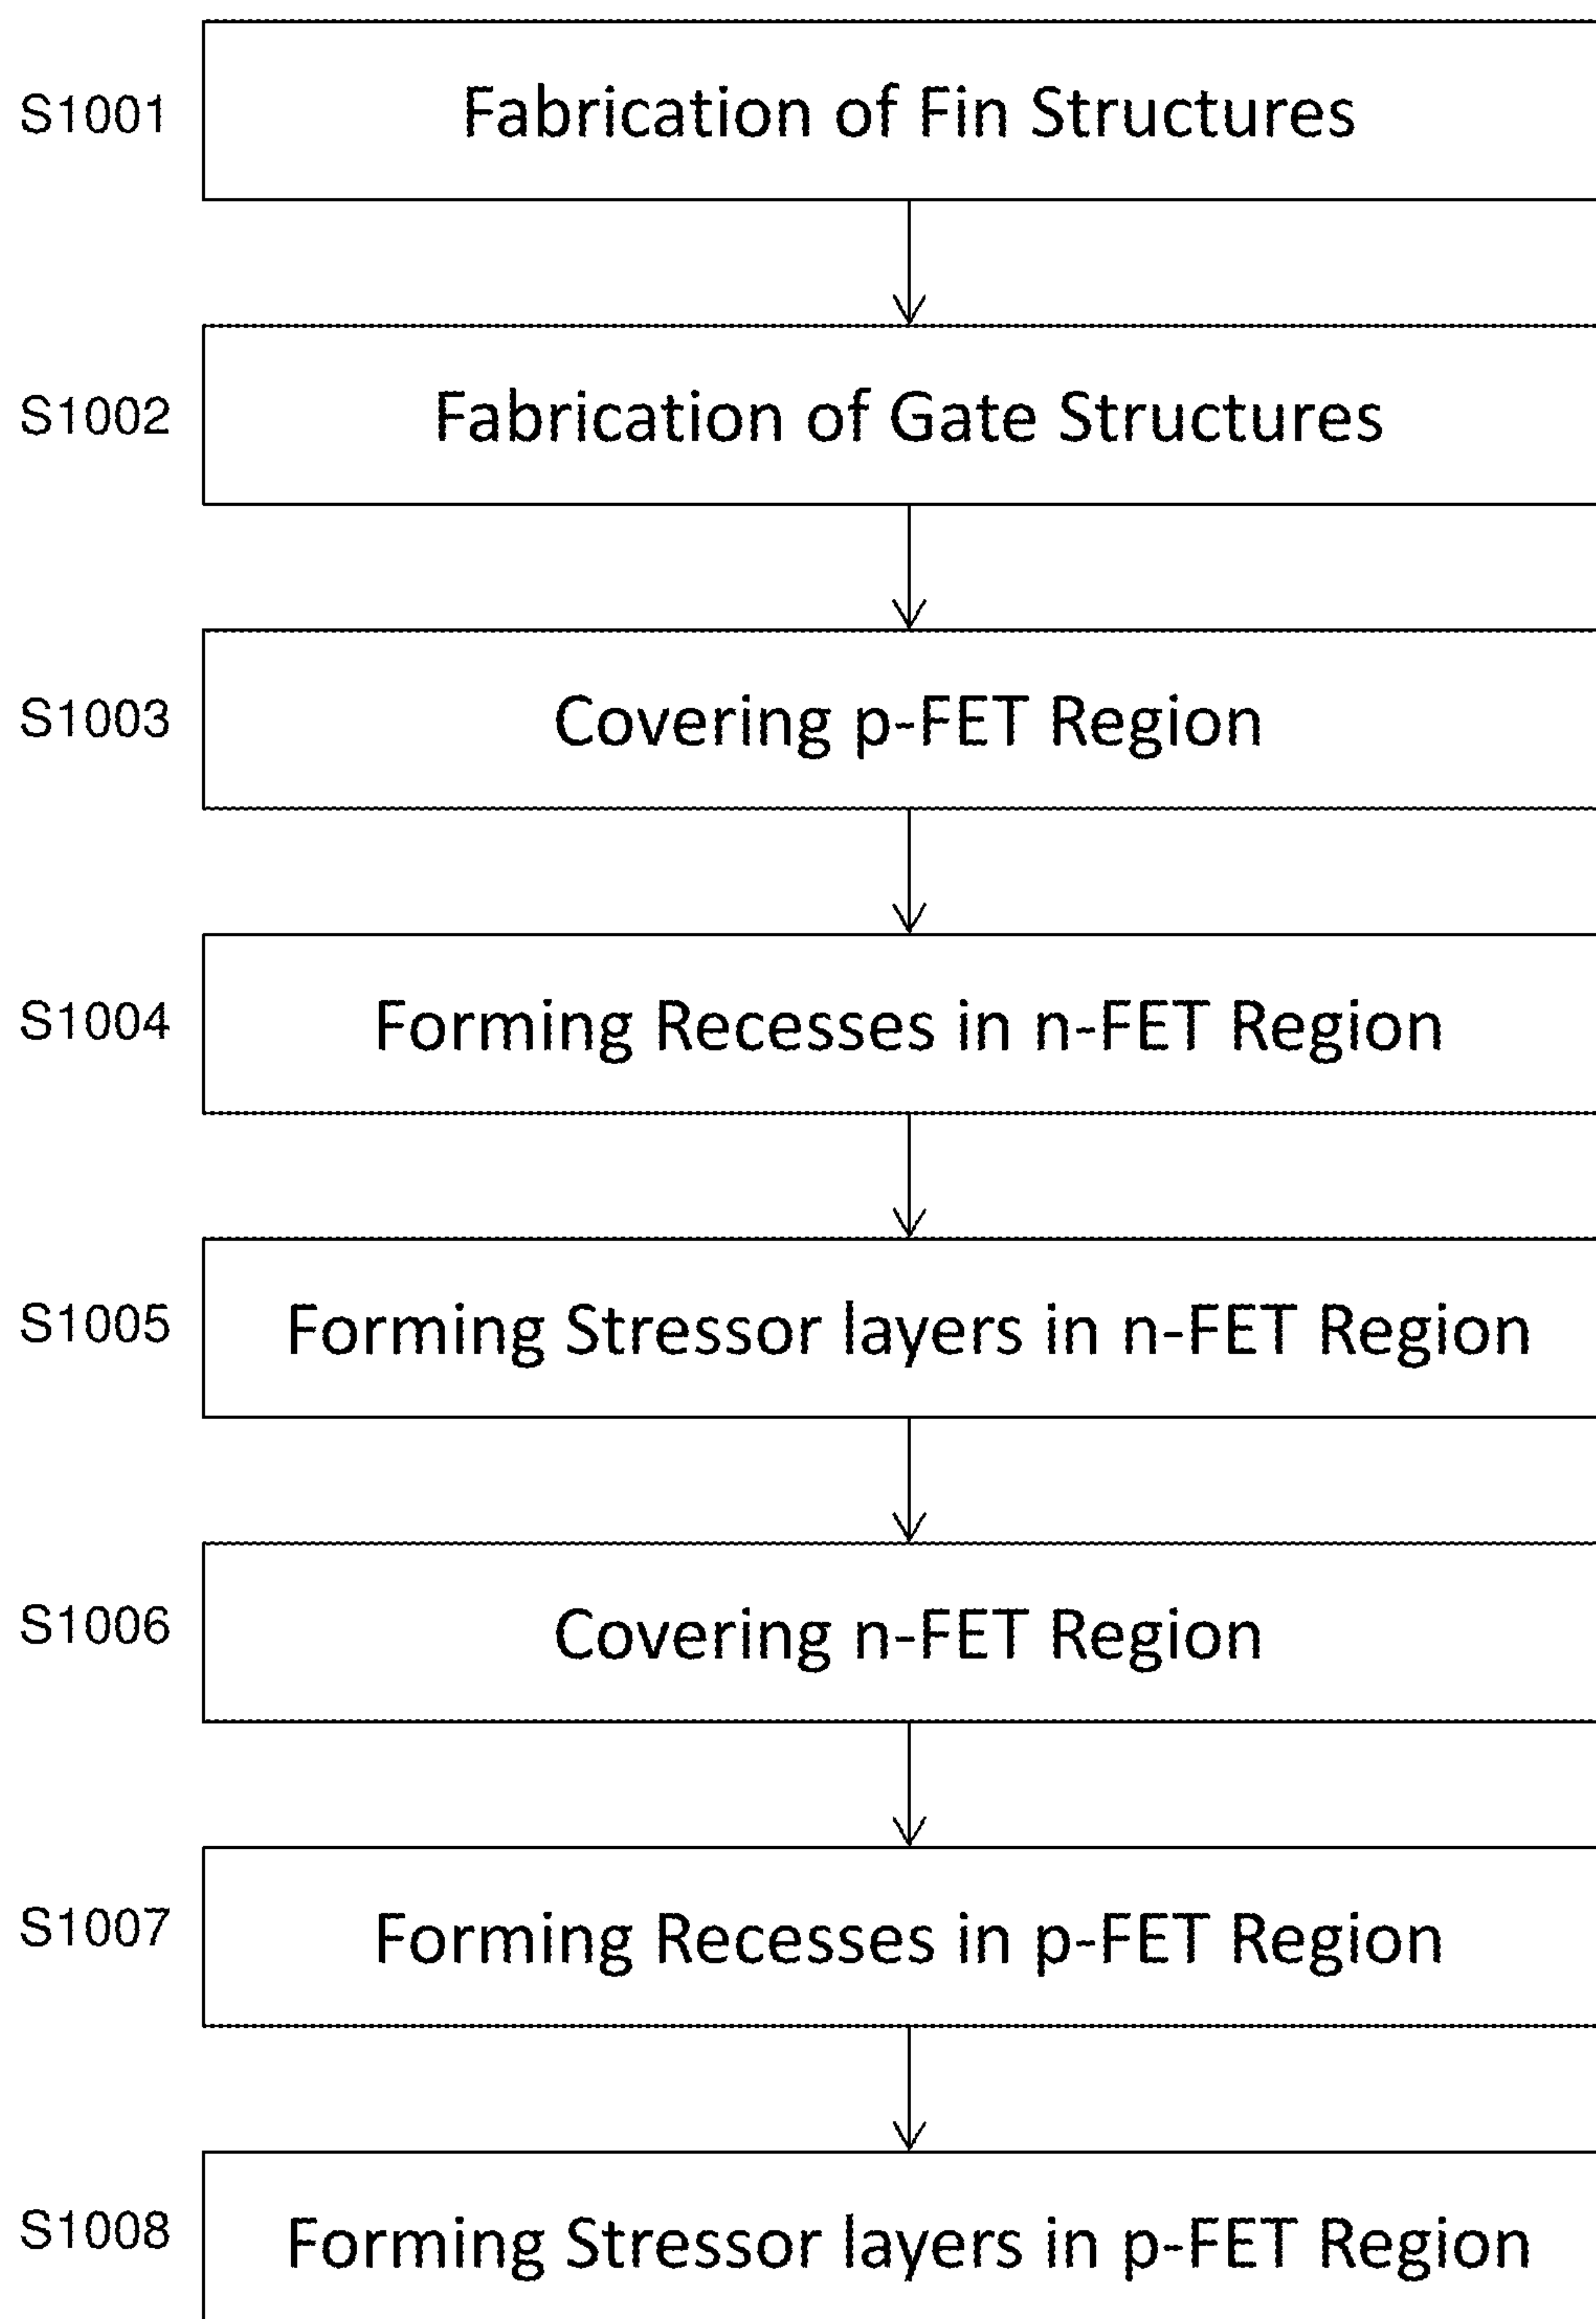 S1001 Fabrication of Fin Structures
S1002 Fabrication of Gate Structures
S1003 Covering p-FET Region
S1004 Forming Recesses in n-FET Region
S1005 Forming Stressor layers in n-FET Region
S1006 Covering n-FET Region
S1007 Forming Recesses in p-FET Region
S1008 Forming Stressor layers in p-FET Region